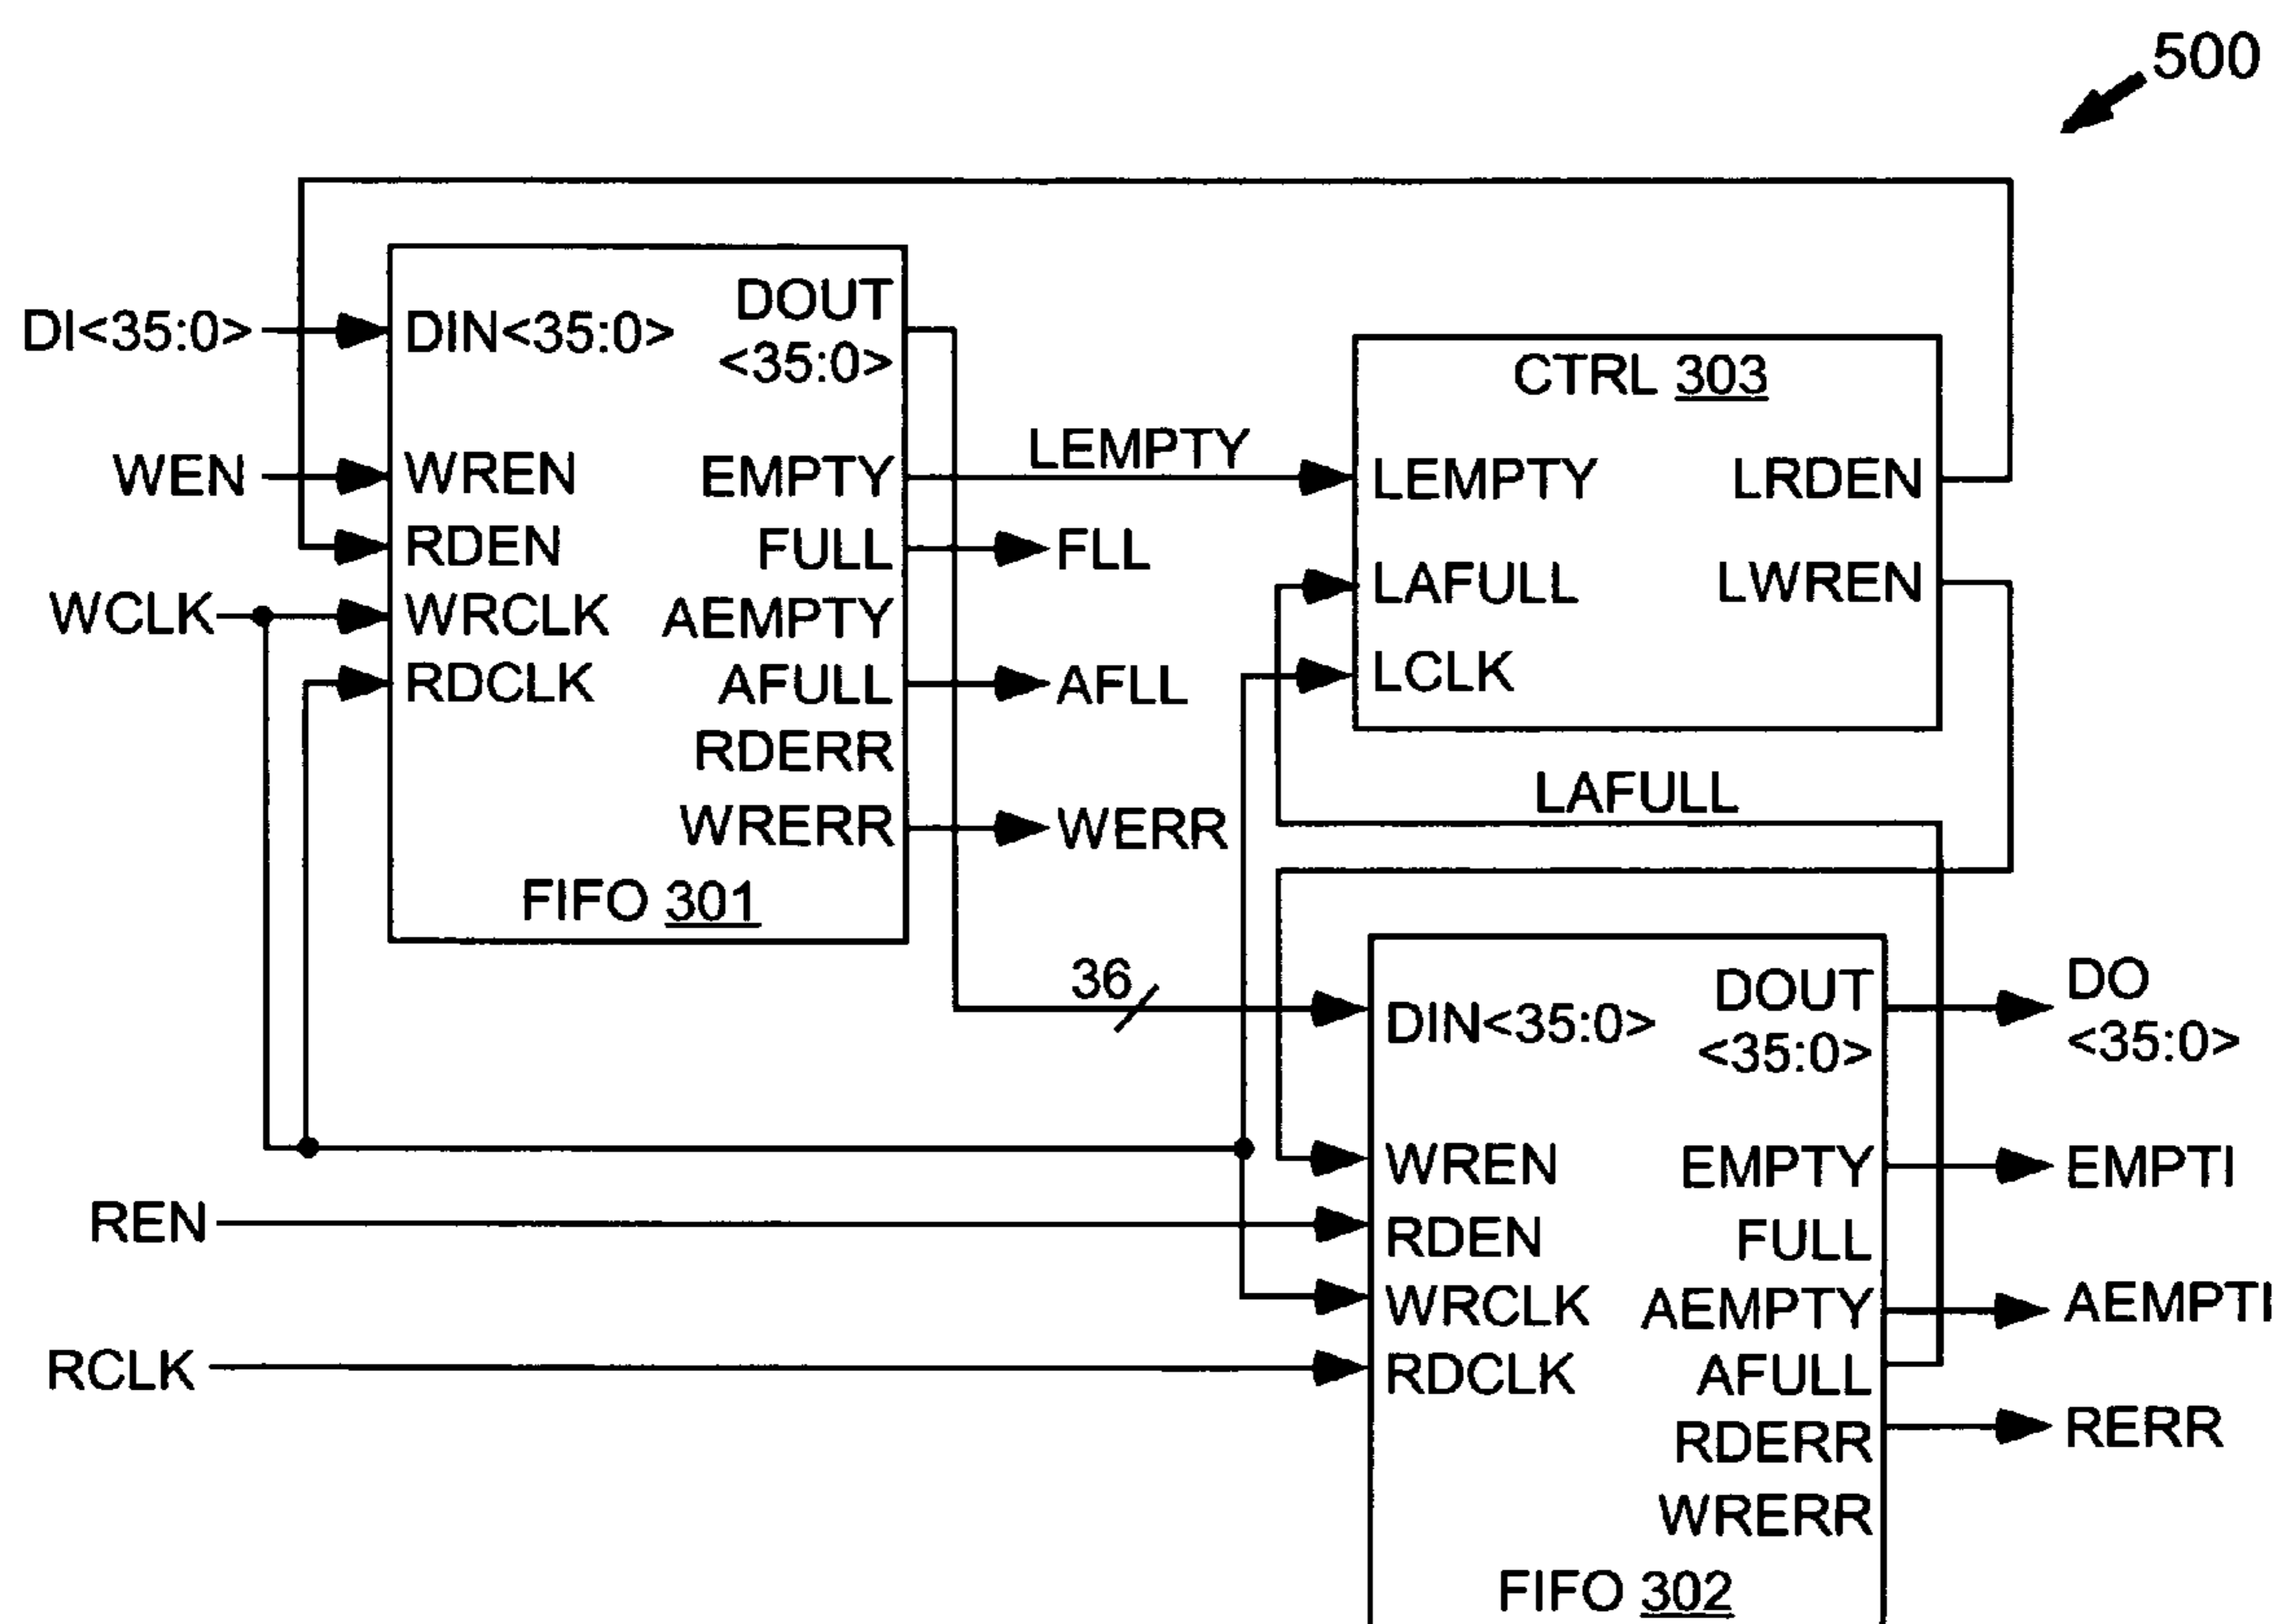 500
DI<35:0>
WEN
WCLK
DIN<35:0>
WREN
RDEN
WRCLK
RDCLK
DOUT
<35:0>
EMPTY
FULL
AEMPTY
AFULL
RDERR
WRERR
FIFO 301
LEMPTY
FLL
AFLL
WERR
CTRL 303
LEMPTY
LAFULL
LCLK
LRDEN
LWREN
LAFULL
36
REN
RCLK
DIN<35:0>
WREN
RDEN
WRCLK
RDCLK
DOUT
<35:0>
EMPTY
FULL
AEMPTY
AFULL
RDERR
WRERR
FIFO 302
DO
<35:0>
EMPTI
AEMPTI
RERR